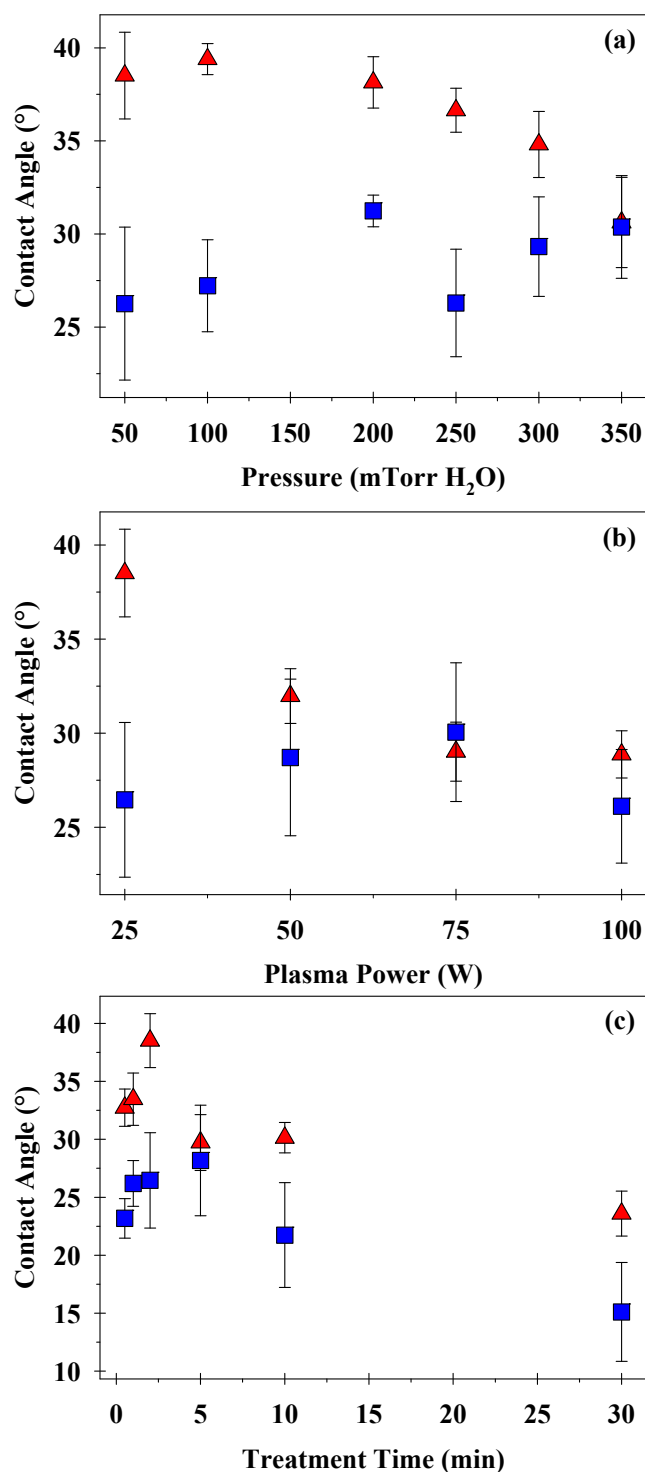 (a)
40
35
30
25
Contact Angle (°)
50 100 150 200 250 300 350
Pressure (mTorr H₂O)
(b)
40
35
30
25
Contact Angle (°)
25 50 75 100
Plasma Power (W)
(c)
40
35
30
25
20
15
10
Contact Angle (°)
0 5 10 15 20 25 30
Treatment Time (min)